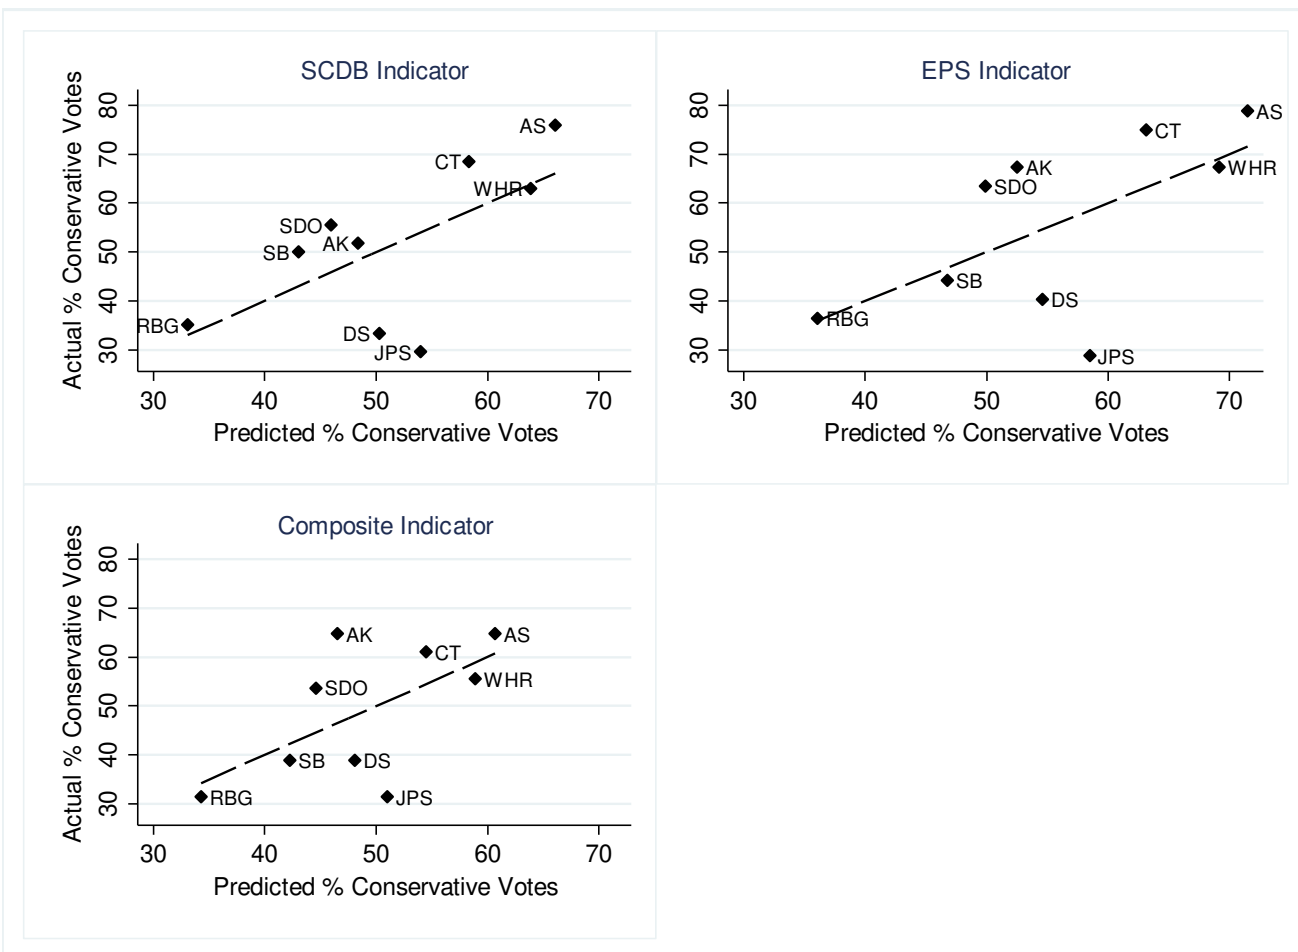 SCDB Indicator
Actual % Conservative Votes
80
70
60
50
40
30
AS
CT
WHR
SDO
AK
SB
RBG
DS
JPS
30 40 50 60 70
Predicted % Conservative Votes
EPS Indicator
80
70
60
50
40
30
AS
CT
AK
WHR
SDO
SB
DS
RBG
JPS
30 40 50 60 70
Predicted % Conservative Votes
Composite Indicator
Actual % Conservative Votes
80
70
60
50
40
30
AK
AS
CT
WHR
SDO
SB
DS
RBG
JPS
30 40 50 60 70
Predicted % Conservative Votes